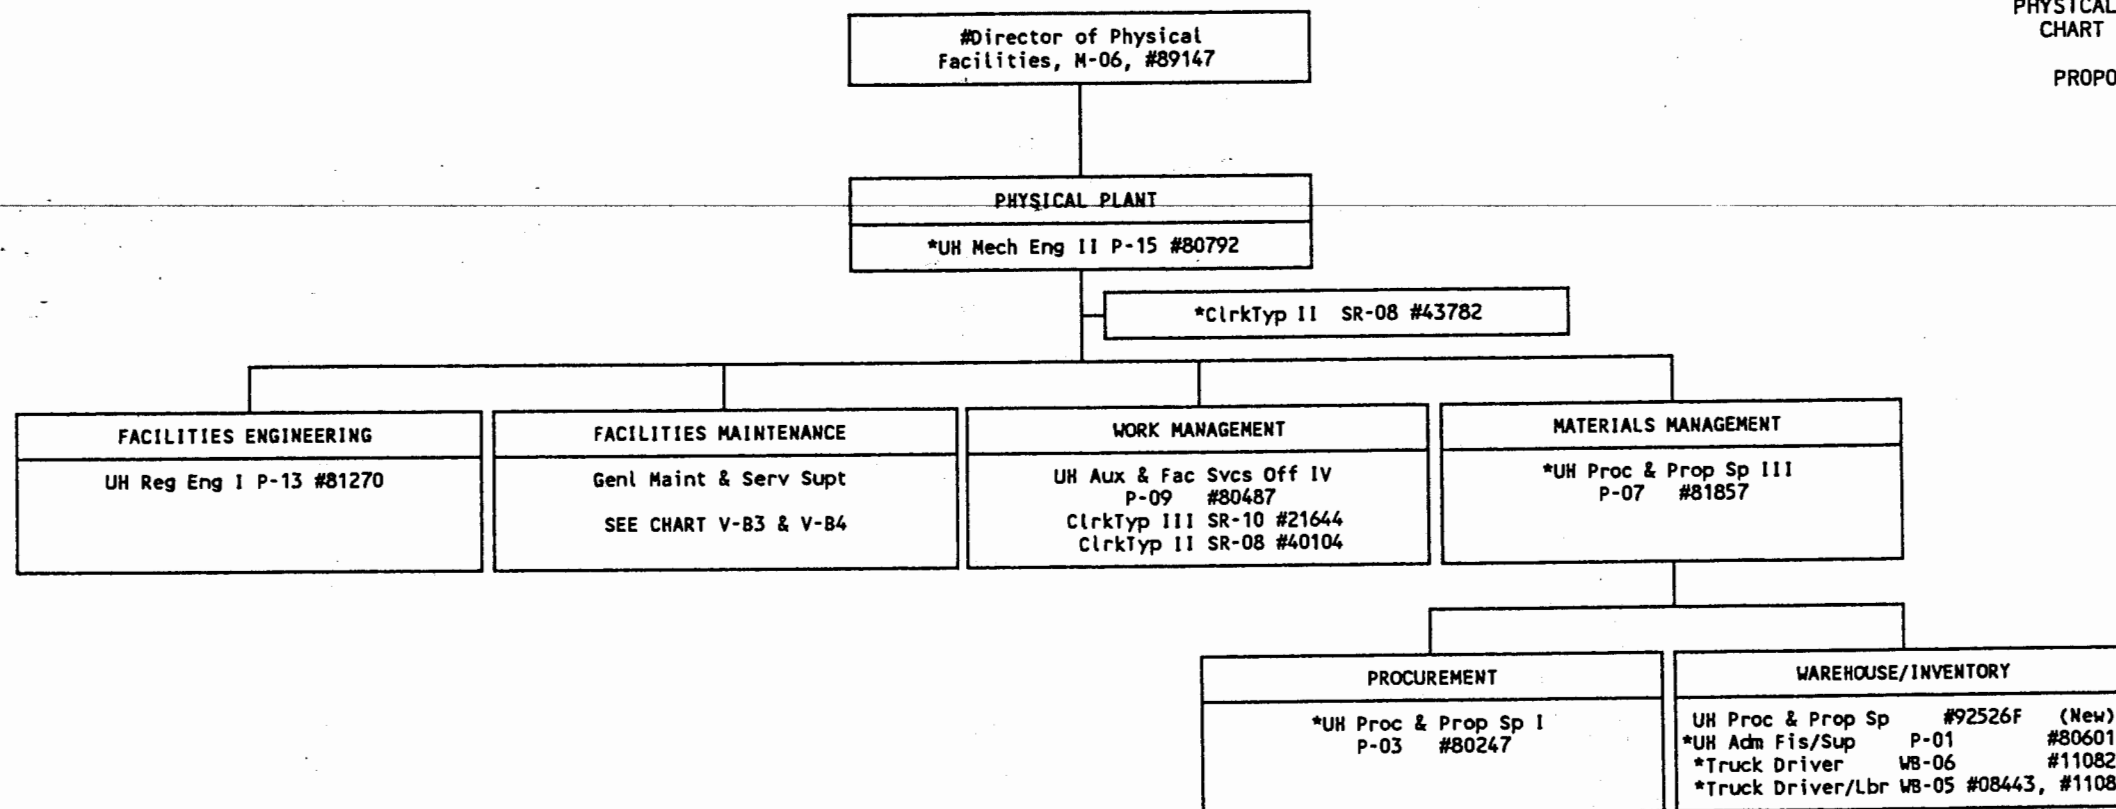 PHYSICAL
CHART
PROPO
#Director of Physical
Facilities, M-06, #89147
PHYSICAL PLANT
*UH Mech Eng II P-15 #80792
*ClrkTyp II SR-08 #43782
FACILITIES ENGINEERING
UH Reg Eng I P-13 #81270
FACILITIES MAINTENANCE
Genl Maint & Serv Supt
SEE CHART V-B3 & V-B4
WORK MANAGEMENT
UH Aux & Fac Svcs Off IV
P-09 #80487
ClrkTyp III SR-10 #21644
ClrkTyp II SR-08 #40104
MATERIALS MANAGEMENT
*UH Proc & Prop Sp III
P-07 #81857
PROCUREMENT
*UH Proc & Prop Sp I
P-03 #80247
WAREHOUSE/INVENTORY
UH Proc & Prop Sp #92526F (New)
*UH Adm Fis/Sup P-01 #80601
*Truck Driver WB-06 #11082
*Truck Driver/Lbr WB-05 #08443, #1108